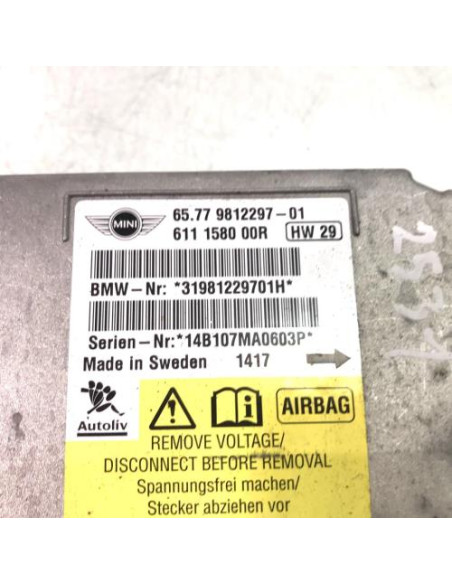 MINI
65.77 9812297-01
611 1580 00R HW 29
BMW-Nr: *31981229701H*
Serien-Nr:*14B107MA0603P*
Made in Sweden 1417
Autoliv
AIRBAG
REMOVE VOLTAGE/
DISCONNECT BEFORE REMOVAL
Spannungsfrei machen/
Stecker abziehen vor
2531